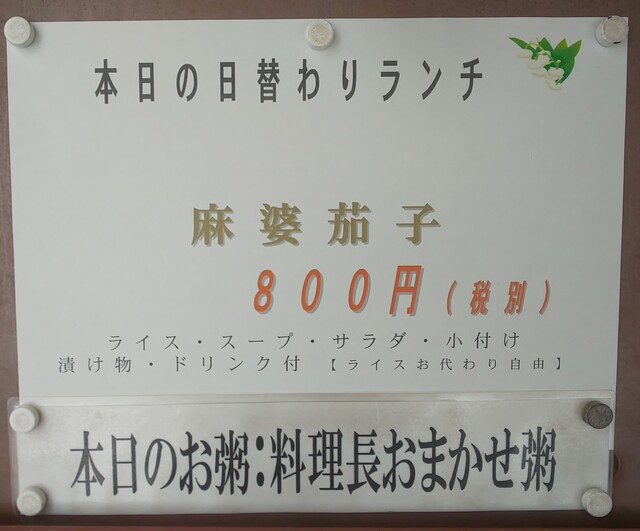 本日の日替わりランチ
麻婆茄子
800円(税別)
ライス・スープ・サラダ・小付け
漬け物・ドリンク付【ライスお代わり自由】
本日のお粥:料理長おまかせ粥